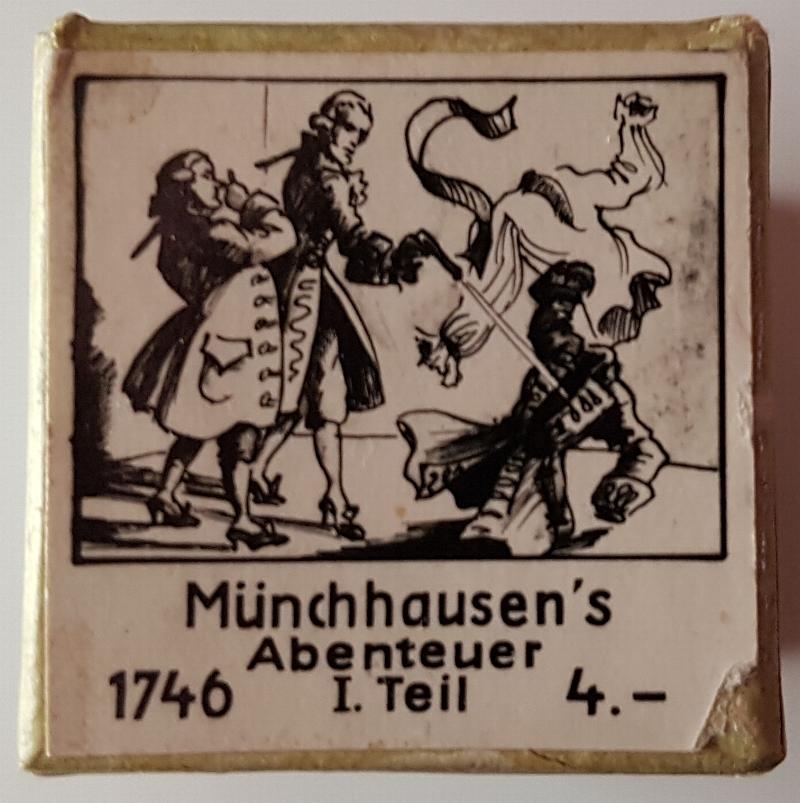 Münchhausen's
Abenteuer
1746 I. Teil 4.–